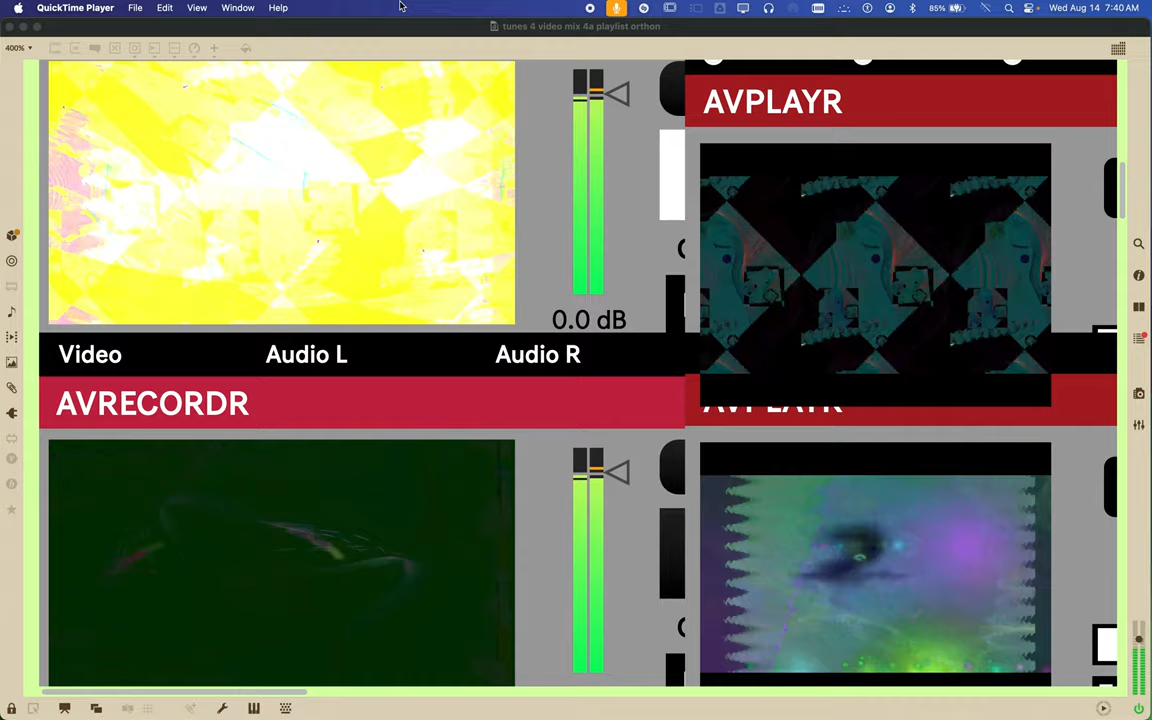 QuickTime Player File Edit View Window Help 85% Wed Aug 14 7:40 AM
tunes 4 video mix 4a playlist orthon
400%
AVPLAYR
0.0 dB
Video Audio L Audio R
AVRECORDR
AVPLAYR